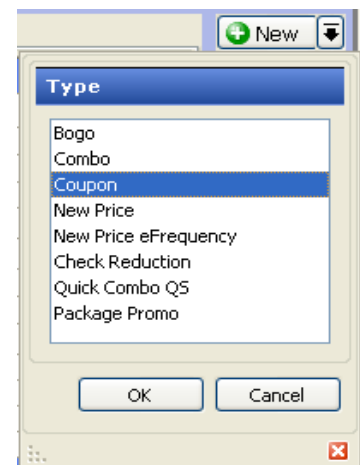 New
Type
Bogo
Combo
Coupon
New Price
New Price eFrequency
Check Reduction
Quick Combo QS
Package Promo
OK Cancel